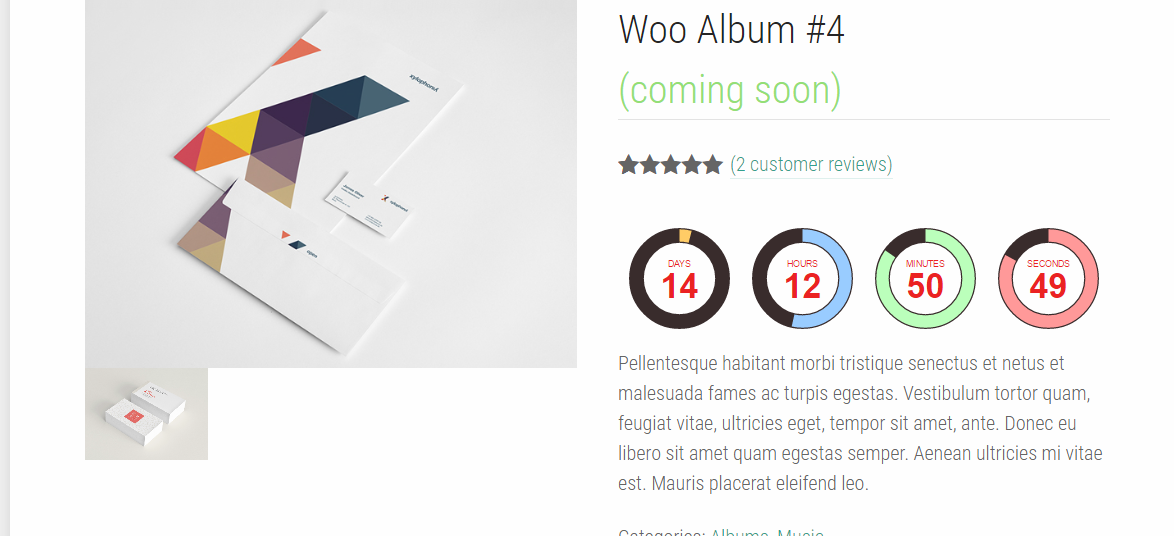 Woo Album #4
(coming soon)
(2 customer reviews)
DAYS
14
HOURS
12
MINUTES
50
SECONDS
49
Pellentesque habitant morbi tristique senectus et netus et
malesuada fames ac turpis egestas. Vestibulum tortor quam,
feugiat vitae, ultricies eget, tempor sit amet, ante. Donec eu
libero sit amet quam egestas semper. Aenean ultricies mi vitae
est. Mauris placerat eleifend leo.
Categories: Albums, Music